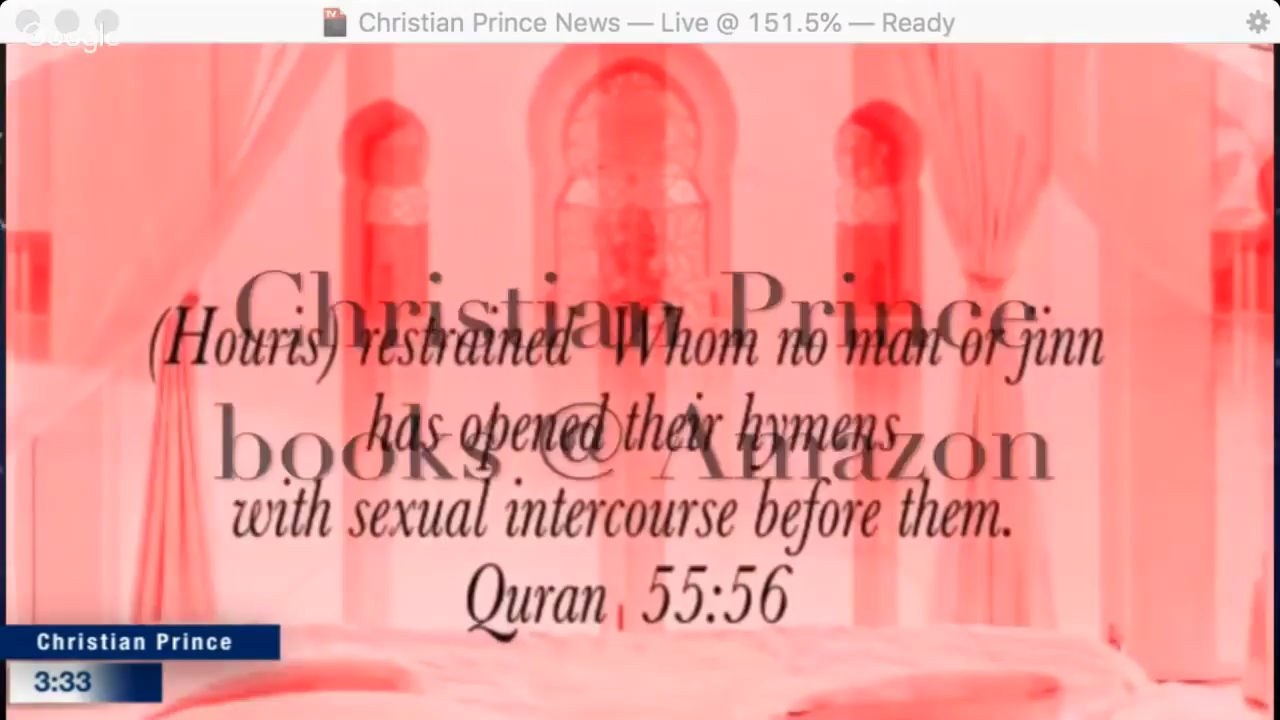 Christian Prince News — Live @ 151.5% — Ready
Google
Christian Prince
(Houris) restrained Whom no man or jinn
has opened their hymens
books @ Amazon
with sexual intercourse before them.
Quran 55:56
Christian Prince
3:33